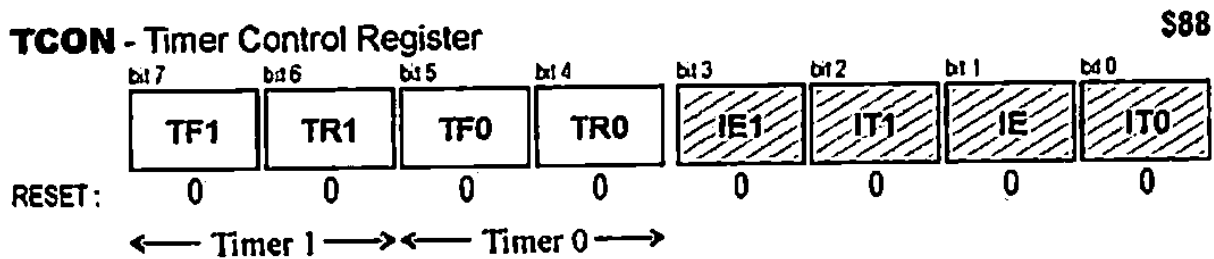 TCON - Timer Control Register $88
bit 7 bit 6 bit 5 bit 4 bit 3 bit 2 bit 1 bit 0
TF1 TR1 TF0 TR0 IE1 IT1 IE IT0
RESET: 0 0 0 0 0 0 0 0
Timer 1 Timer 0